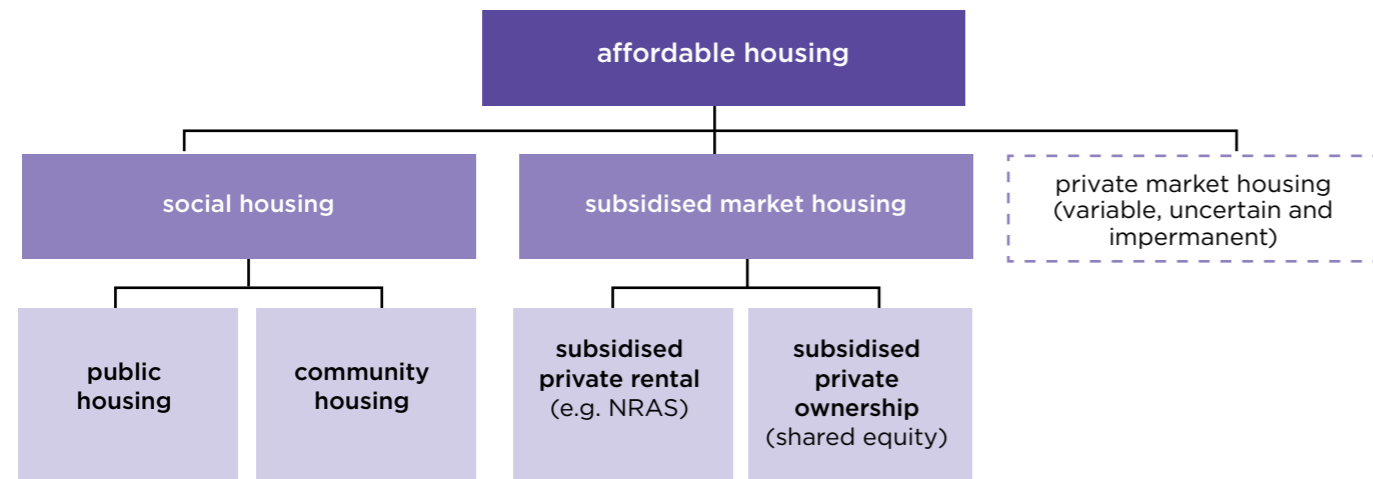 affordable housing
social housing
subsidised market housing
private market housing
(variable, uncertain and
impermanent)
public
housing
community
housing
subsidised
private rental
(e.g. NRAS)
subsidised
private
ownership
(shared equity)